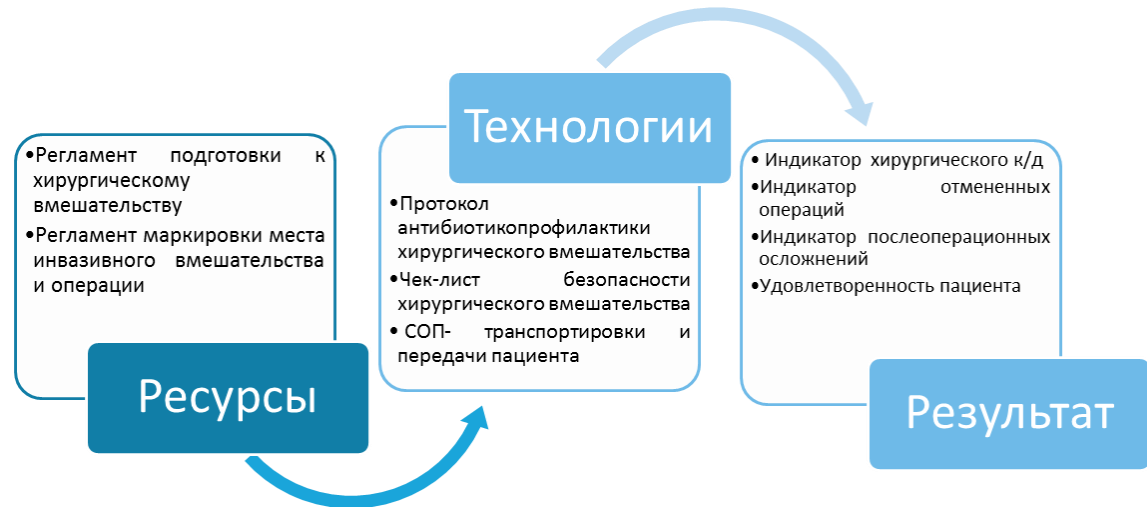 •Регламент подготовки к
хирургическому
вмешательству
•Регламент маркировки места
инвазивного вмешательства
и операции
Ресурсы
Технологии
•Протокол
антибиотикопрофилактики
хирургического вмешательства
•Чек-лист безопасности
хирургического вмешательства
• СОП- транспортировки и
передачи пациента
• Индикатор хирургического к/д
•Индикатор отмененных
операций
•Индикатор послеоперационных
осложнений
•Удовлетворенность пациента
Результат